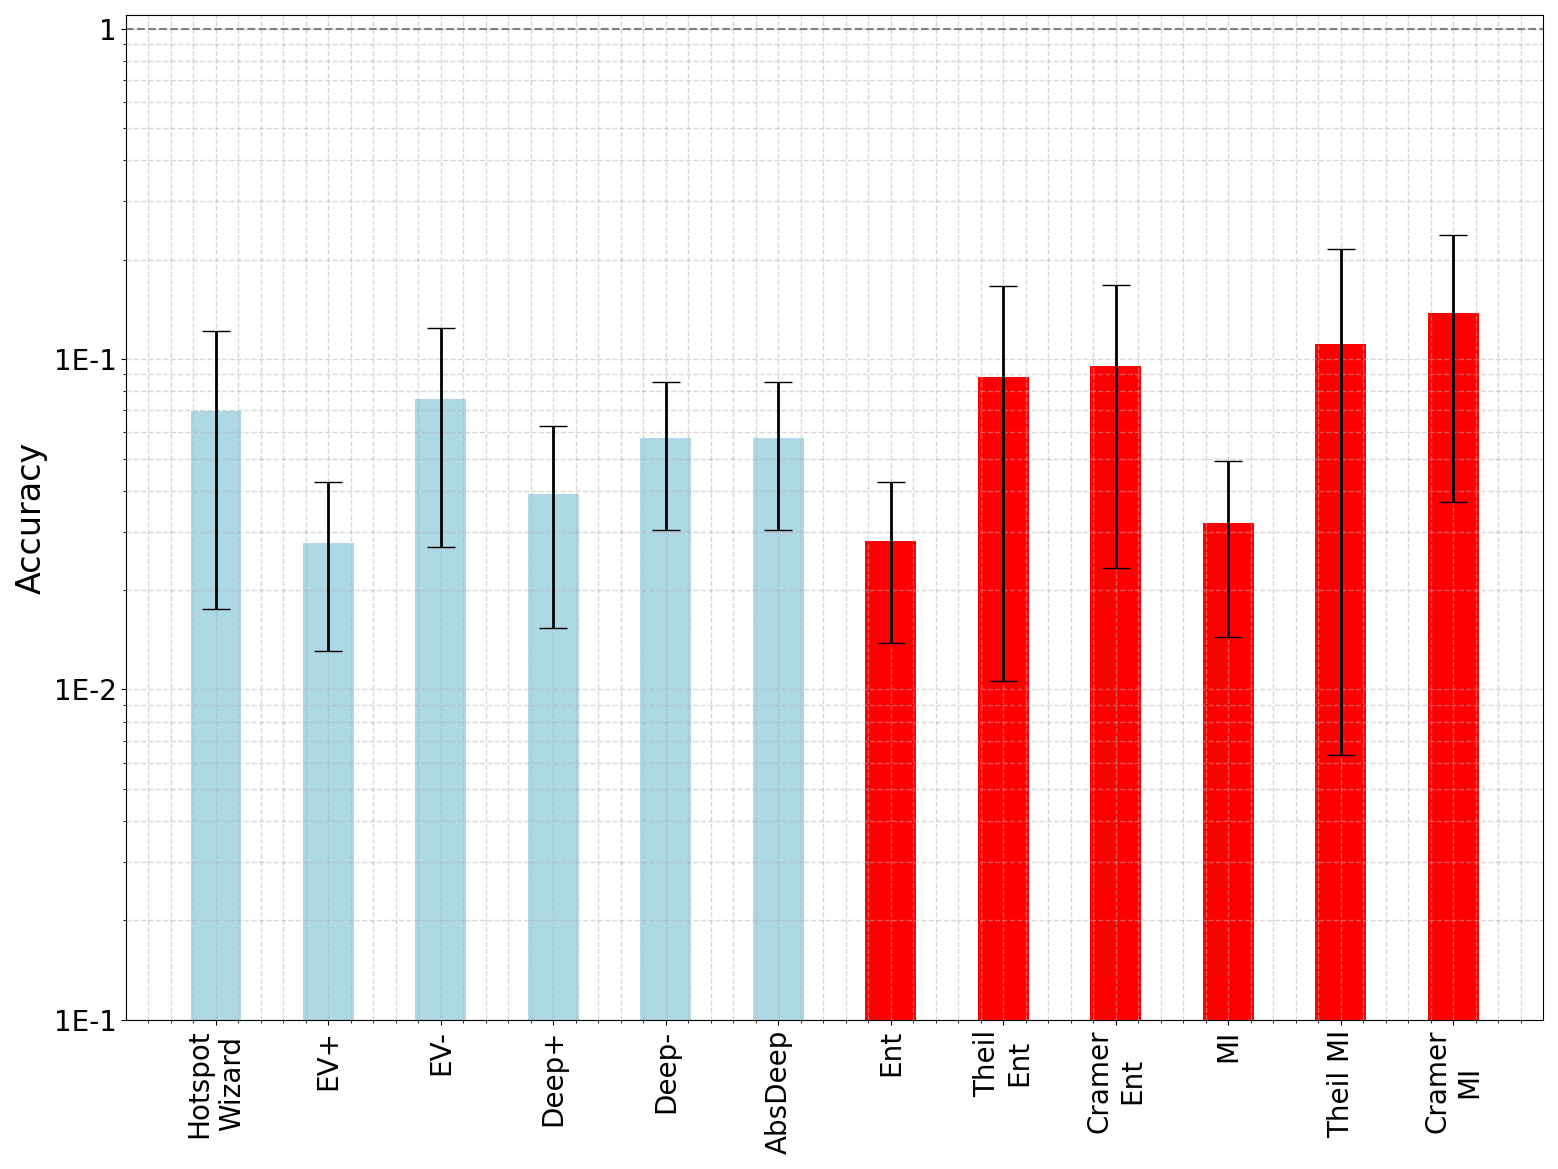 Accuracy
1
1E-1
1E-2
1E-1
Hotspot
Wizard
EV+
EV-
Deep+
Deep-
AbsDeep
Ent
Theil
Ent
Cramer
Ent
MI
Theil MI
Cramer
MI